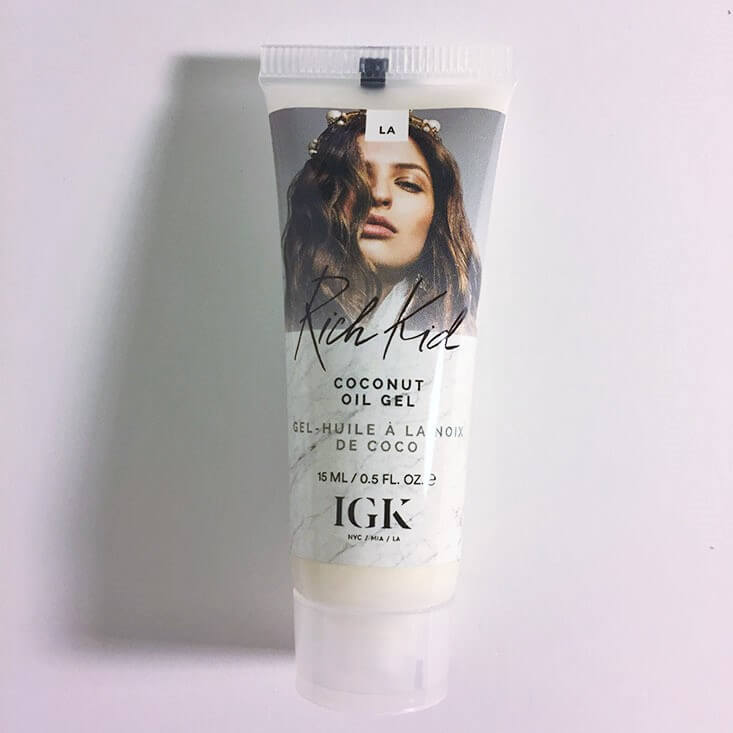 LA
Rich Kid
COCONUT
OIL GEL
GEL-HUILE À LA NOIX
DE COCO
15 ML / 0.5 FL. OZ. ℮
IGK
NYC / MIA / LA